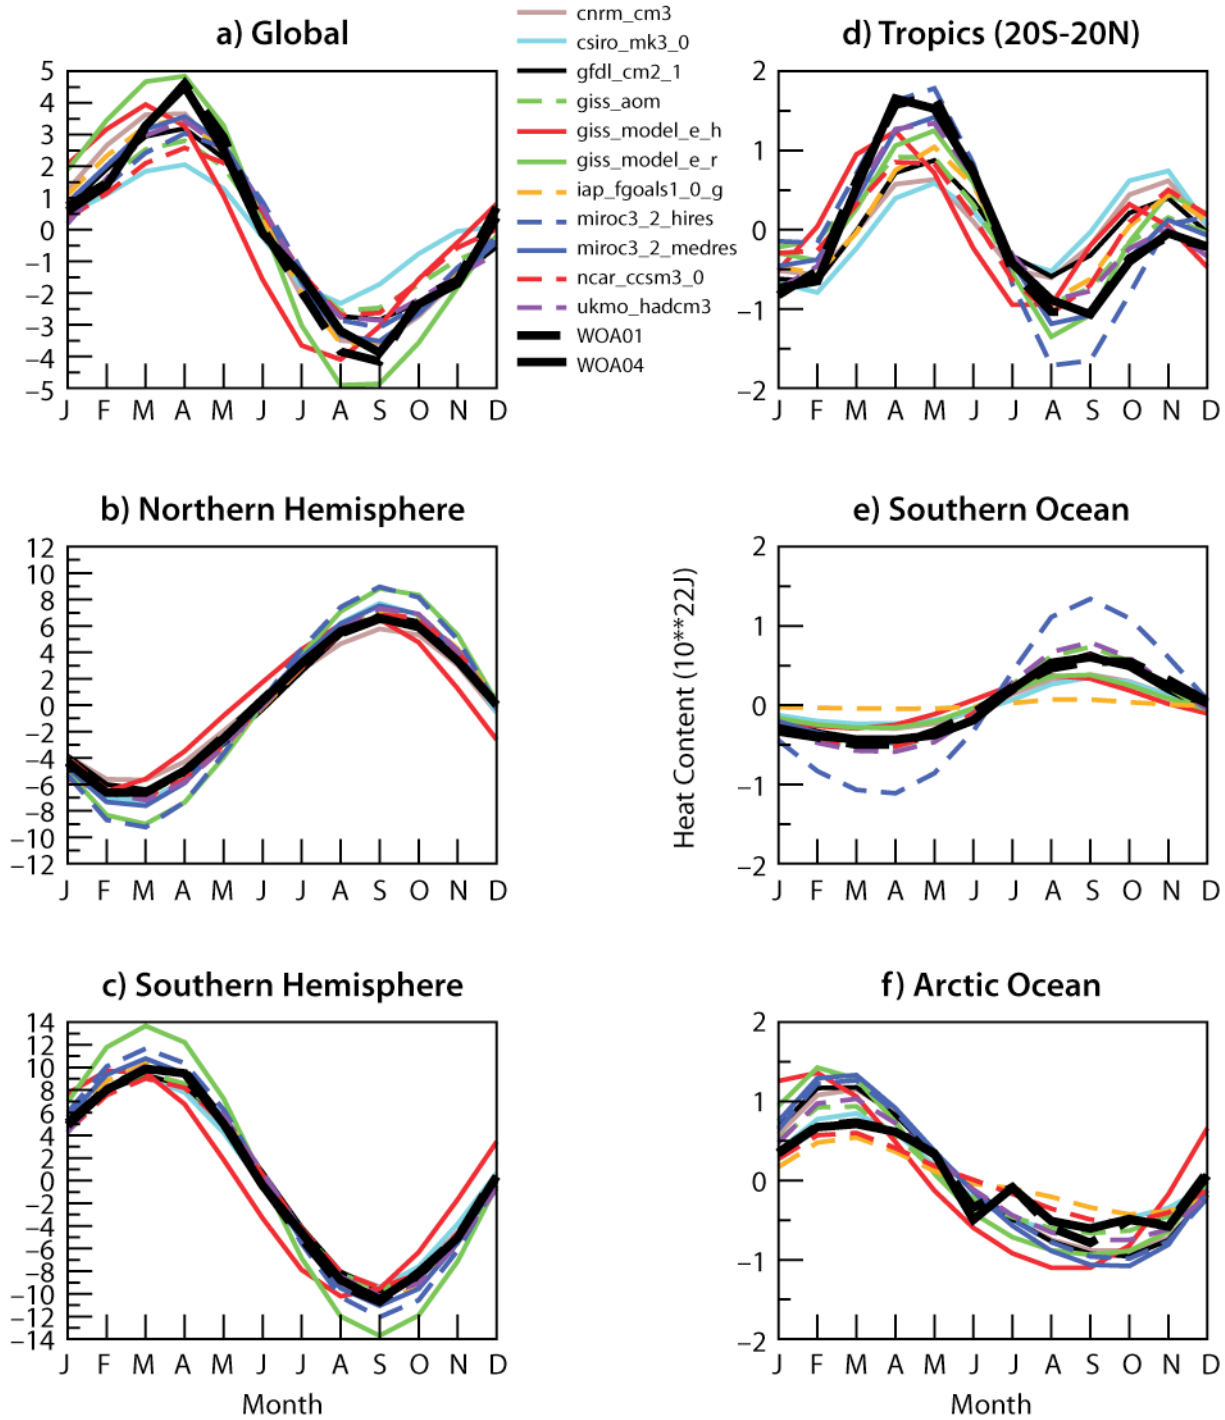 a) Global
5
4
3
2
1
0
−1
−2
−3
−4
−5
J F M A M J J A S O N D
cnrm_cm3
csiro_mk3_0
gfdl_cm2_1
giss_aom
giss_model_e_h
giss_model_e_r
iap_fgoals1_0_g
miroc3_2_hires
miroc3_2_medres
ncar_ccsm3_0
ukmo_hadcm3
WOA01
WOA04
d) Tropics (20S-20N)
2
1
0
−1
−2
J F M A M J J A S O N D
b) Northern Hemisphere
12
10
8
6
4
2
0
−2
−4
−6
−8
−10
−12
J F M A M J J A S O N D
e) Southern Ocean
Heat Content (10**22J)
2
1
0
−1
−2
J F M A M J J A S O N D
c) Southern Hemisphere
14
12
10
8
6
4
2
0
−2
−4
−6
−8
−10
−12
−14
J F M A M J J A S O N D
Month
f) Arctic Ocean
2
1
0
−1
−2
J F M A M J J A S O N D
Month